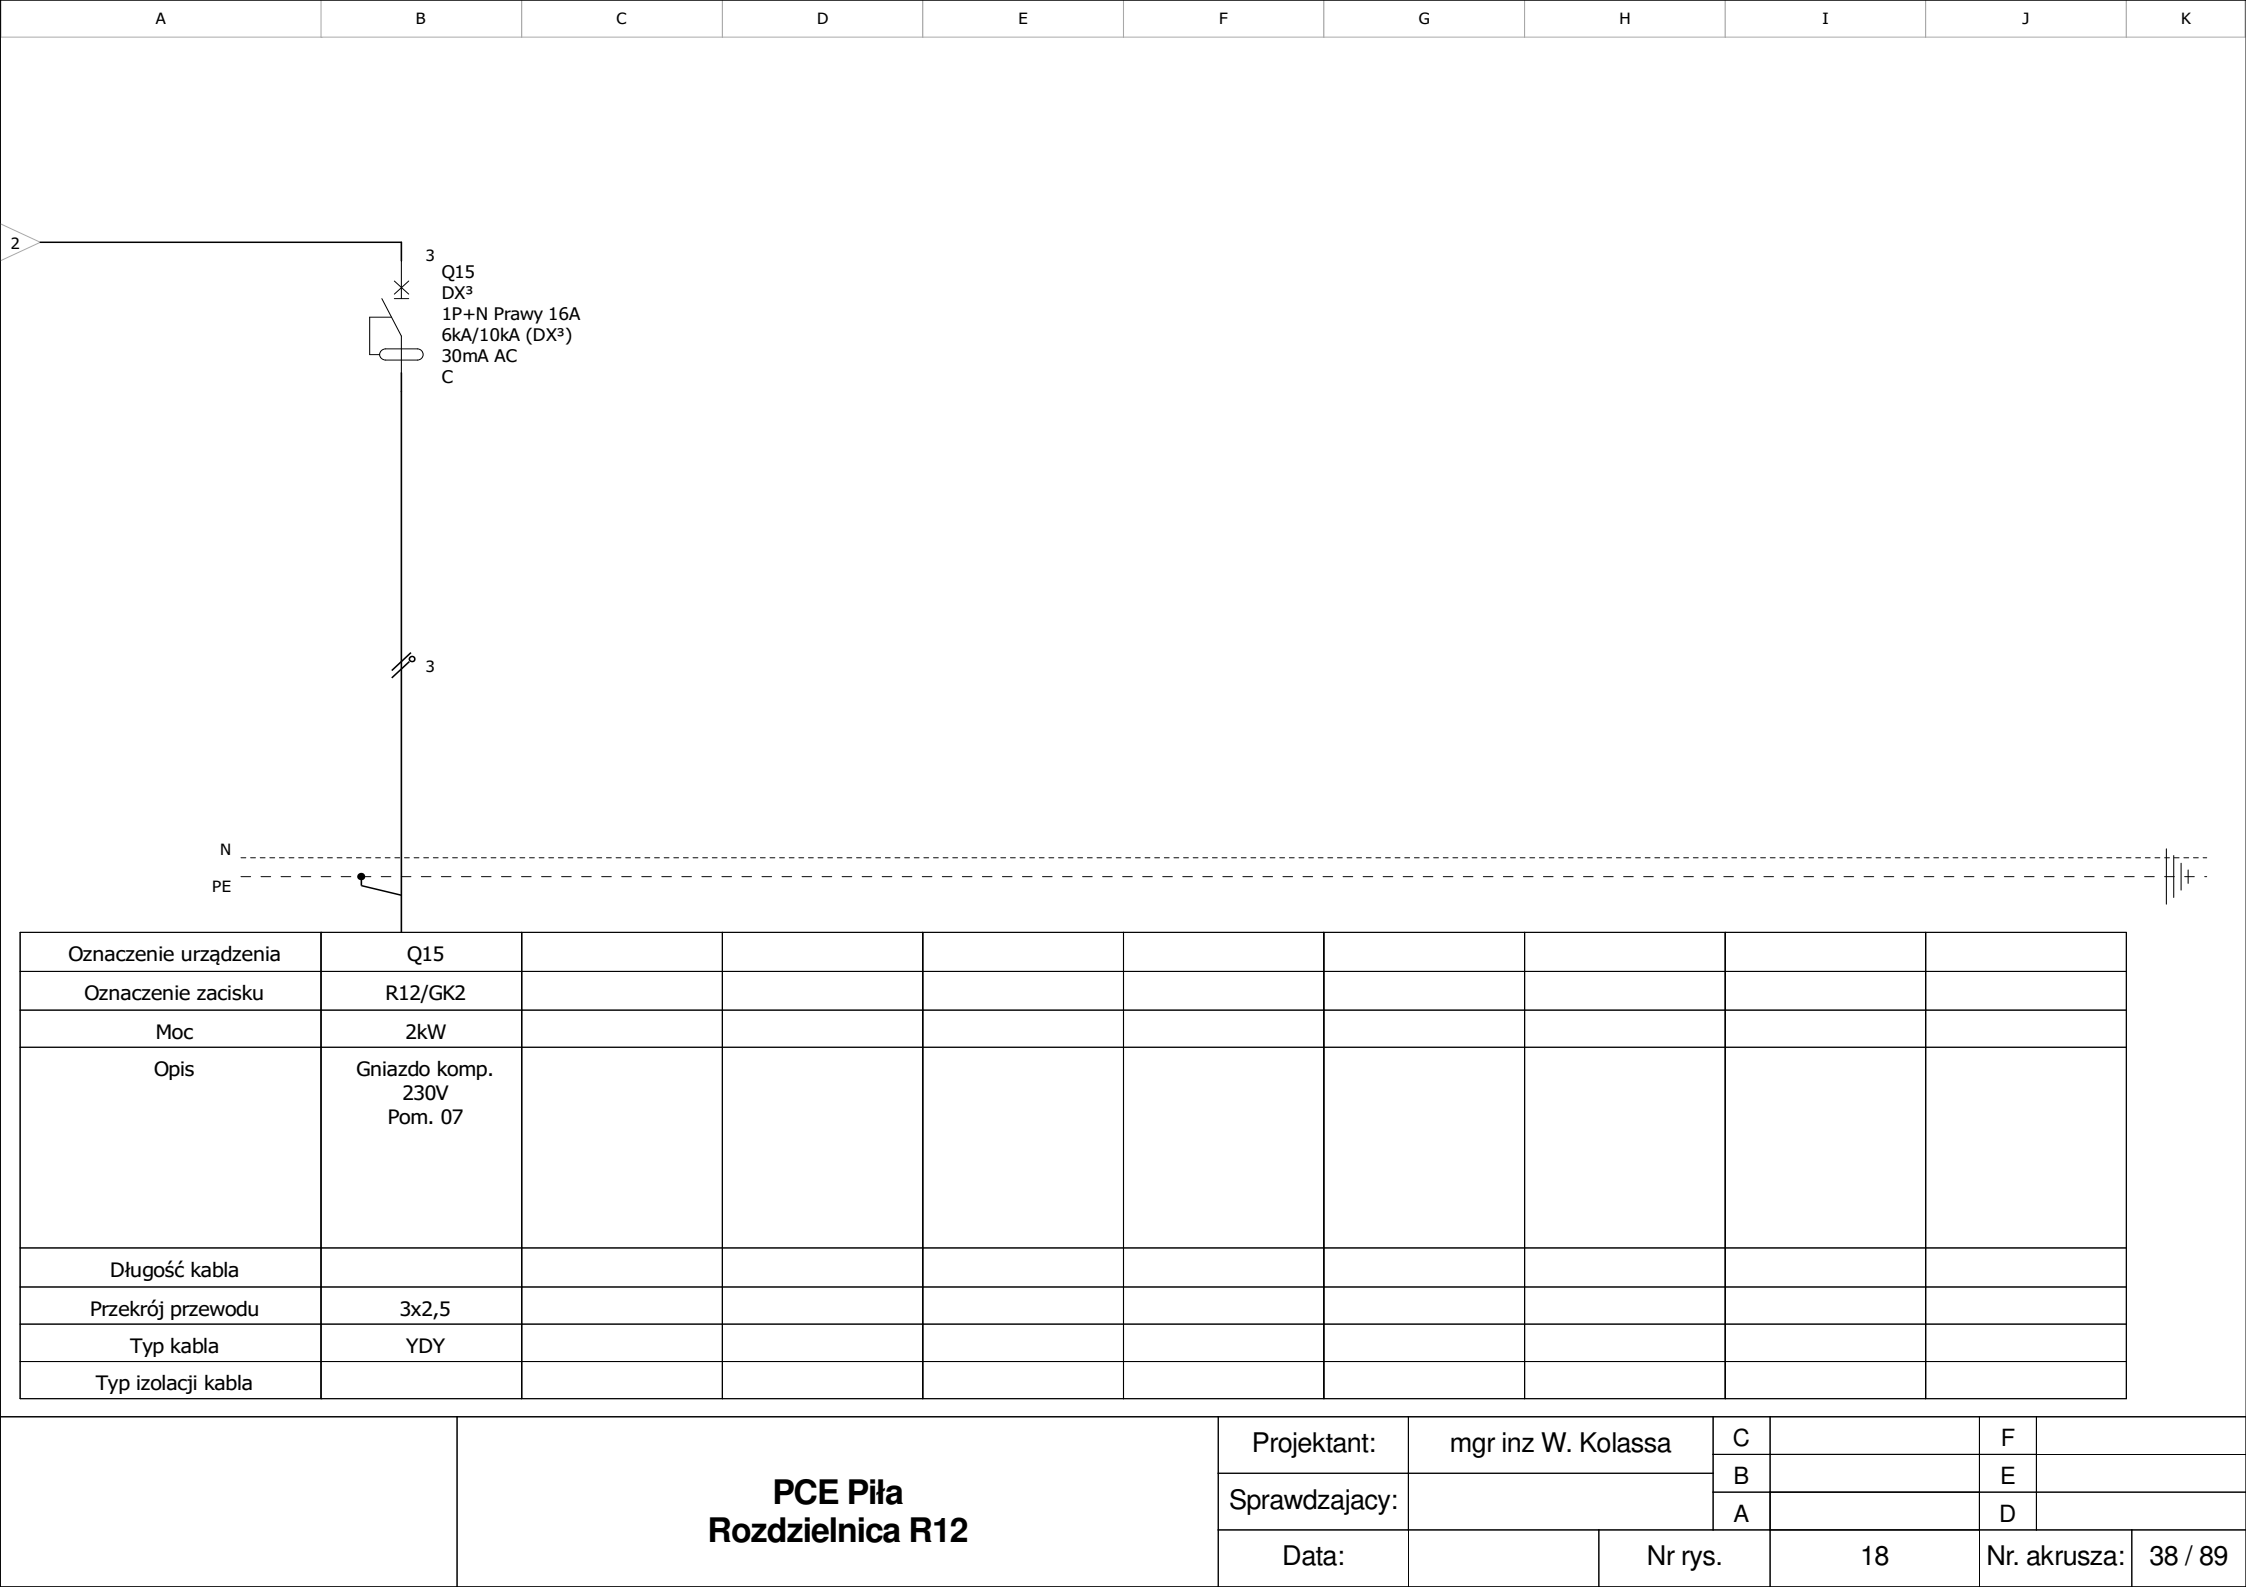 A B C D E F G H I J K
2
3
Q15
DX³
1P+N Prawy 16A
6kA/10kA (DX³)
30mA AC
C
3
N
PE
Oznaczenie urządzenia Q15
Oznaczenie zacisku R12/GK2
Moc 2kW
Opis Gniazdo komp.
230V
Pom. 07
Długość kabla
Przekrój przewodu 3x2,5
Typ kabla YDY
Typ izolacji kabla
PCE Piła
Rozdzielnica R12
Projektant: mgr inz W. Kolassa C F
B E
Sprawdzajacy:
A D
Data: Nr rys. 18 Nr. akrusza: 38 / 89